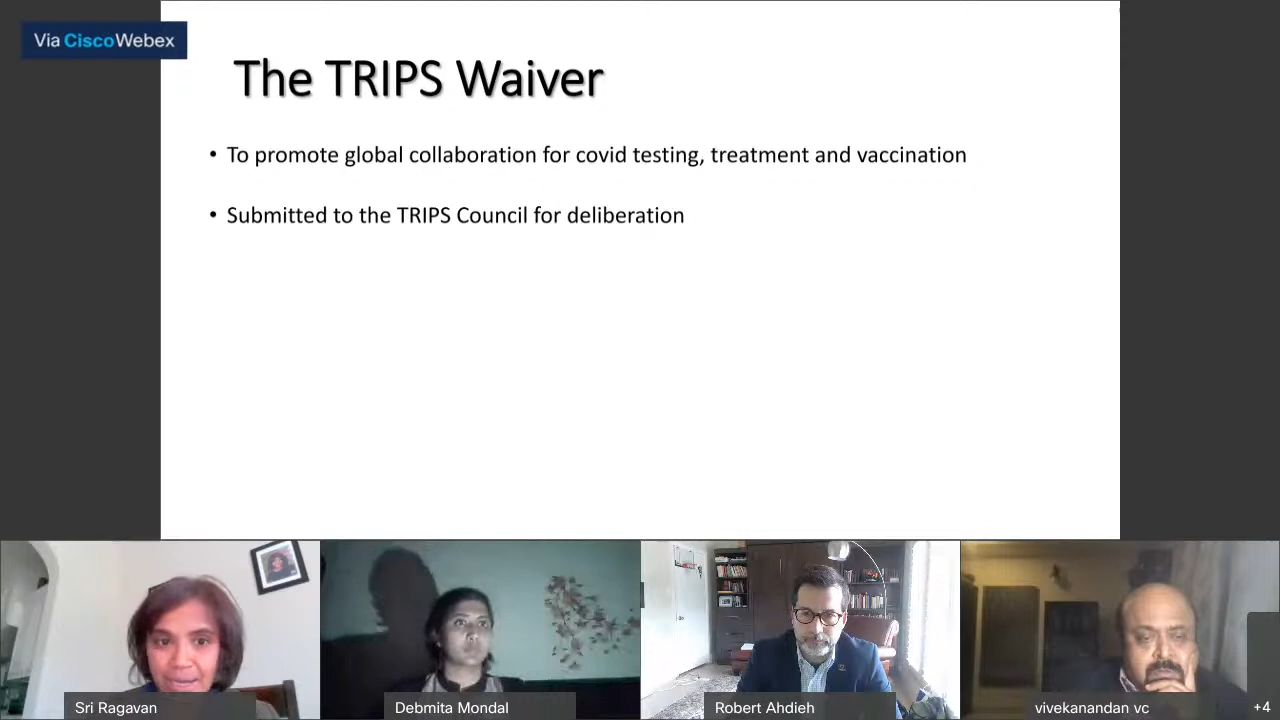 Via CiscoWebex
The TRIPS Waiver
• To promote global collaboration for covid testing, treatment and vaccination
• Submitted to the TRIPS Council for deliberation
Sri Ragavan
Debmita Mondal
Robert Ahdieh
vivekanandan vc
+4